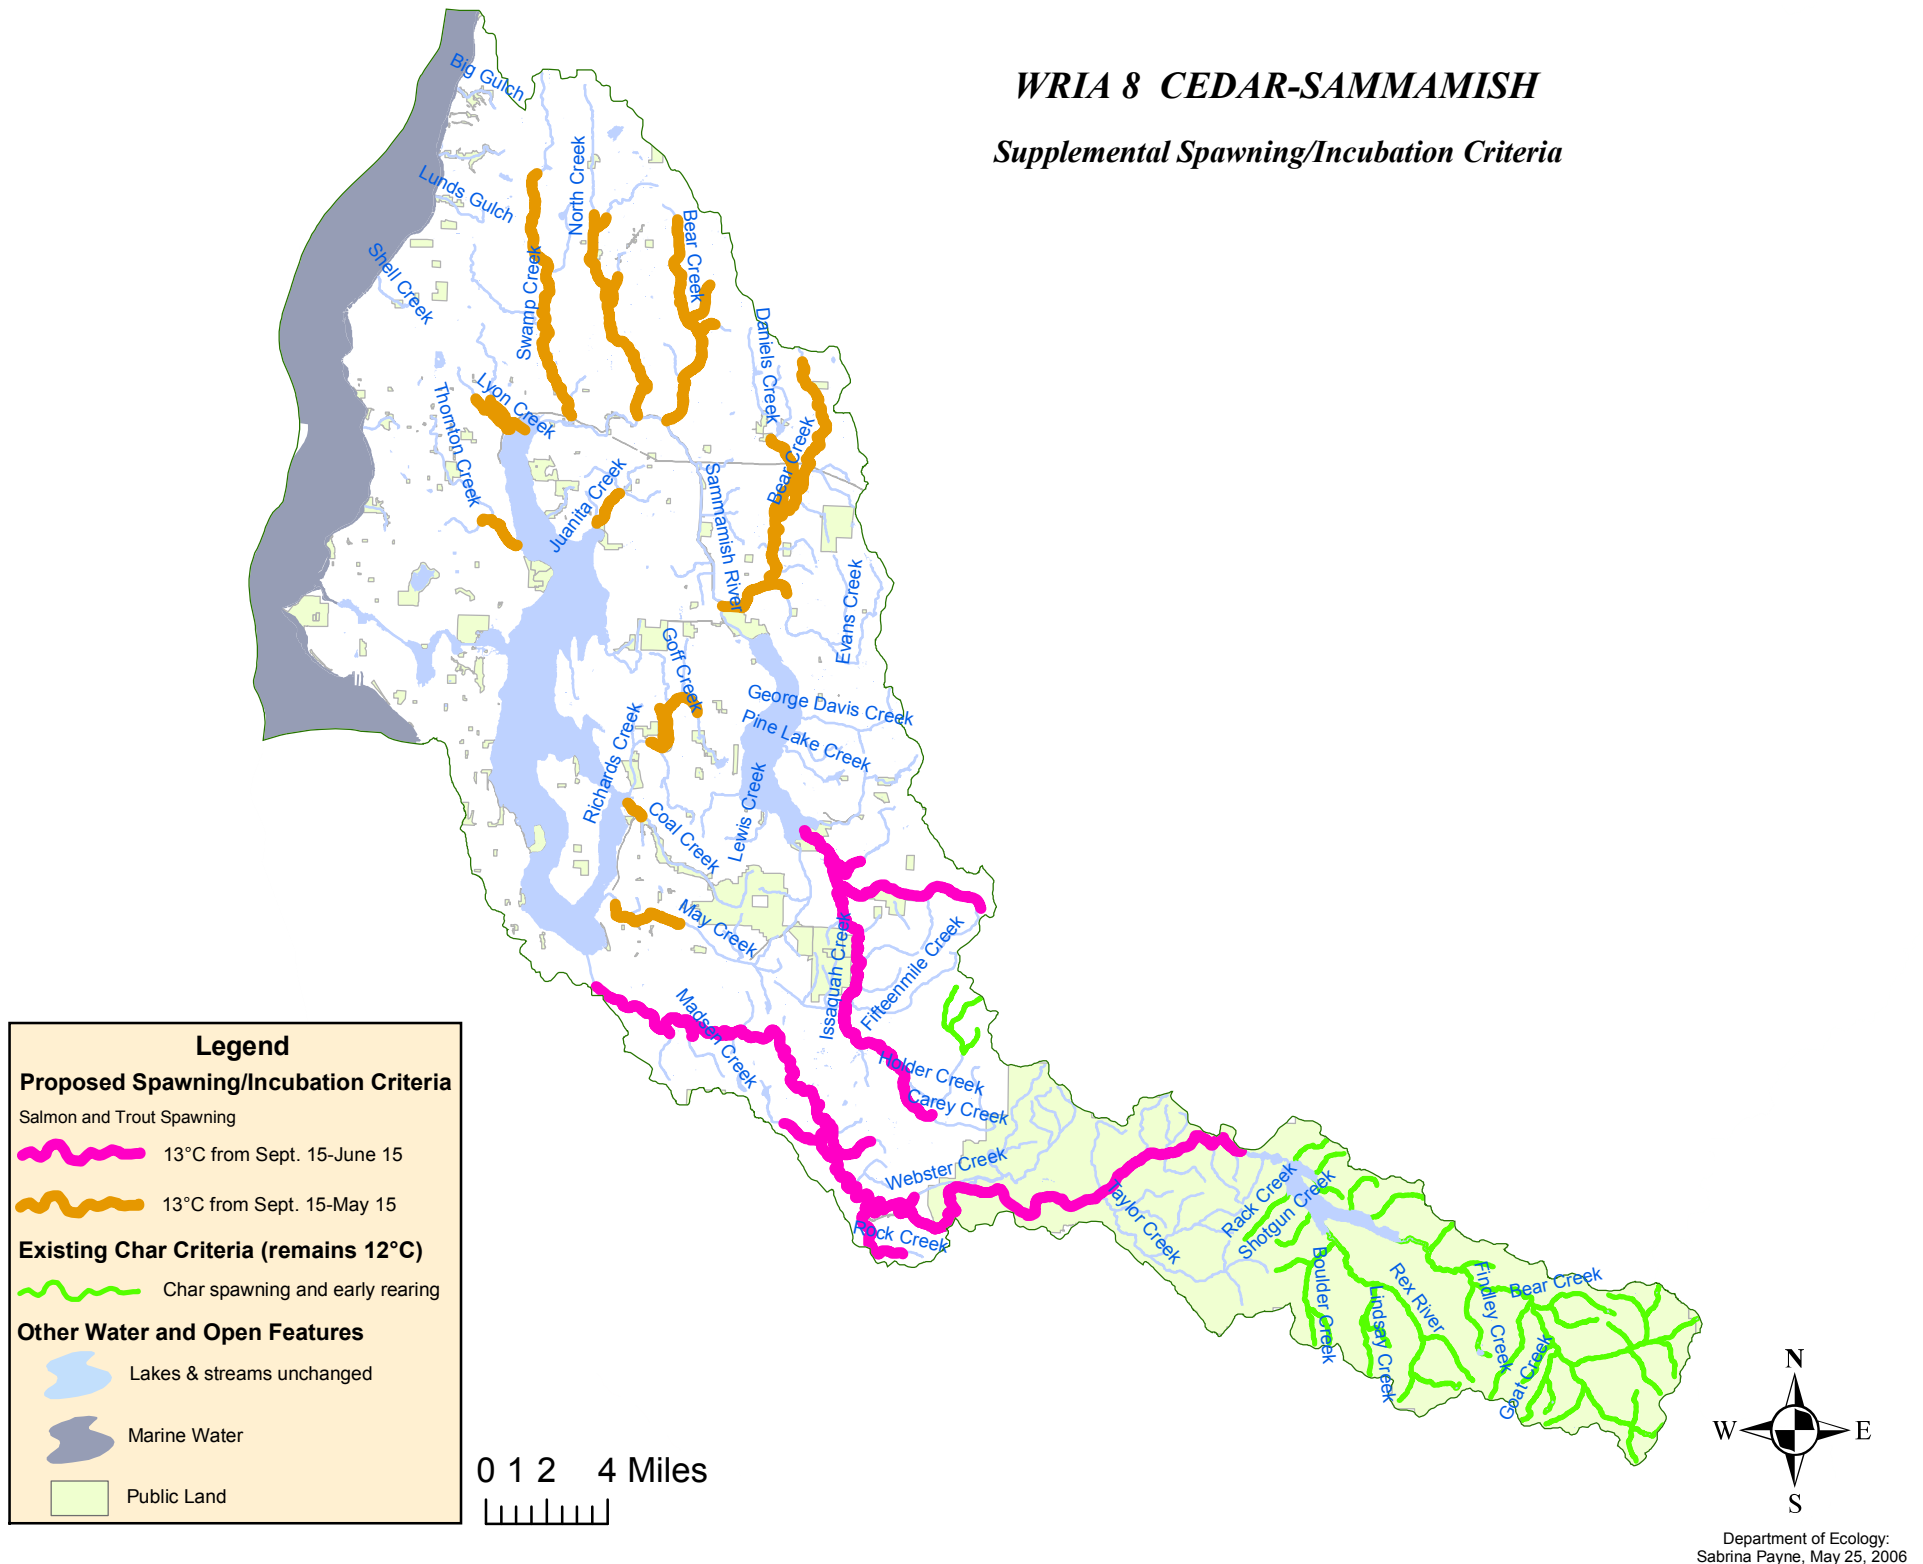 WRIA 8 CEDAR-SAMMAMISH
Supplemental Spawning/Incubation Criteria
Big Gulch
Lunds Gulch
Shell Creek
North Creek
Swamp Creek
Bear Creek
Daniels Creek
Lyon Creek
Thornton Creek
Juanita Creek
Sammamish River
Bear Creek
Evans Creek
Goff Creek
George Davis Creek
Pine Lake Creek
Richards Creek
Lewis Creek
Coal Creek
May Creek
Issaquah Creek
Fifteenmile Creek
Madsen Creek
Holder Creek
Carey Creek
Webster Creek
Rock Creek
Taylor Creek
Rack Creek
Shotgun Creek
Boulder Creek
Lindsay Creek
Rex River
Findley Creek
Bear Creek
Goat Creek
Legend
Proposed Spawning/Incubation Criteria
Salmon and Trout Spawning
13°C from Sept. 15-June 15
13°C from Sept. 15-May 15
Existing Char Criteria (remains 12°C)
Char spawning and early rearing
Other Water and Open Features
Lakes & streams unchanged
Marine Water
Public Land
0 1 2 4 Miles
N
W E
S
Department of Ecology:
Sabrina Payne, May 25, 2006